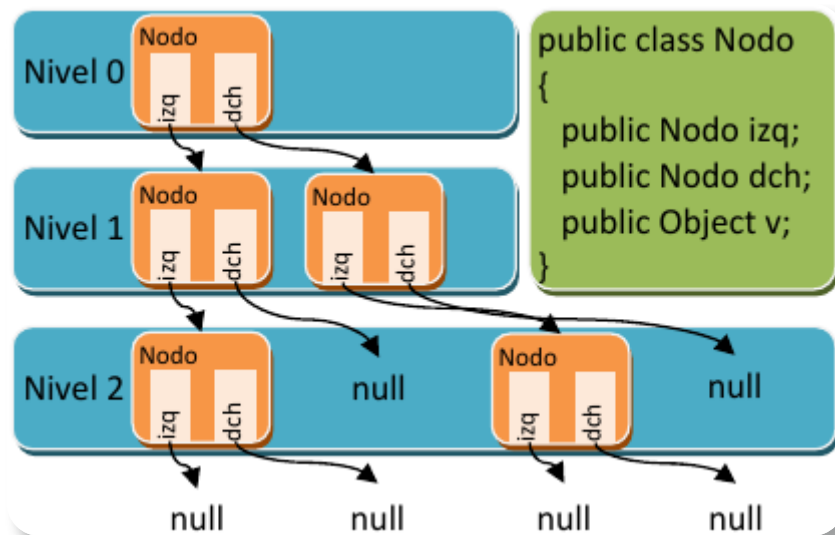 Nivel 0
Nodo
izq
dch
public class Nodo
{
public Nodo izq;
public Nodo dch;
public Object v;
}
Nivel 1
Nodo
izq
dch
Nodo
izq
dch
Nivel 2
Nodo
izq
dch
null
Nodo
izq
dch
null
null
null
null
null